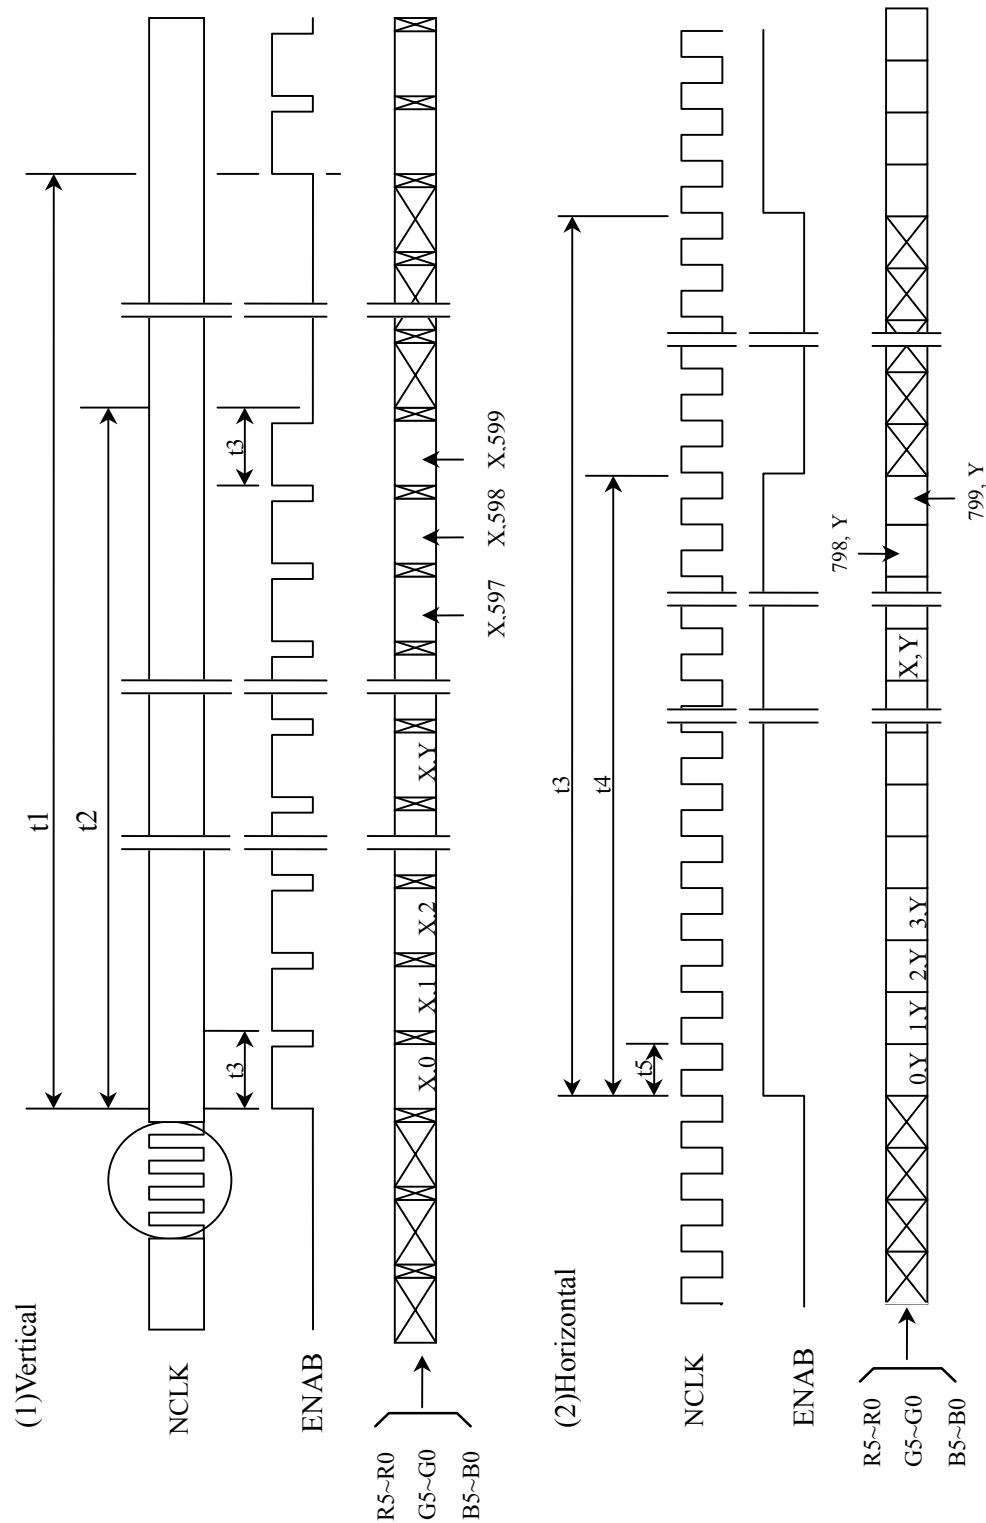 (1)Vertical
t1
t2
NCLK
t3
t3
ENAB
R5~R0
G5~G0
B5~B0
X,0
X,1
X,2
X,Y
X,597
X,598
X,599
(2)Horizontal
t3
t4
t5
NCLK
ENAB
R5~R0
G5~G0
B5~B0
0,Y
1,Y
2,Y
3,Y
X,Y
798, Y
799, Y